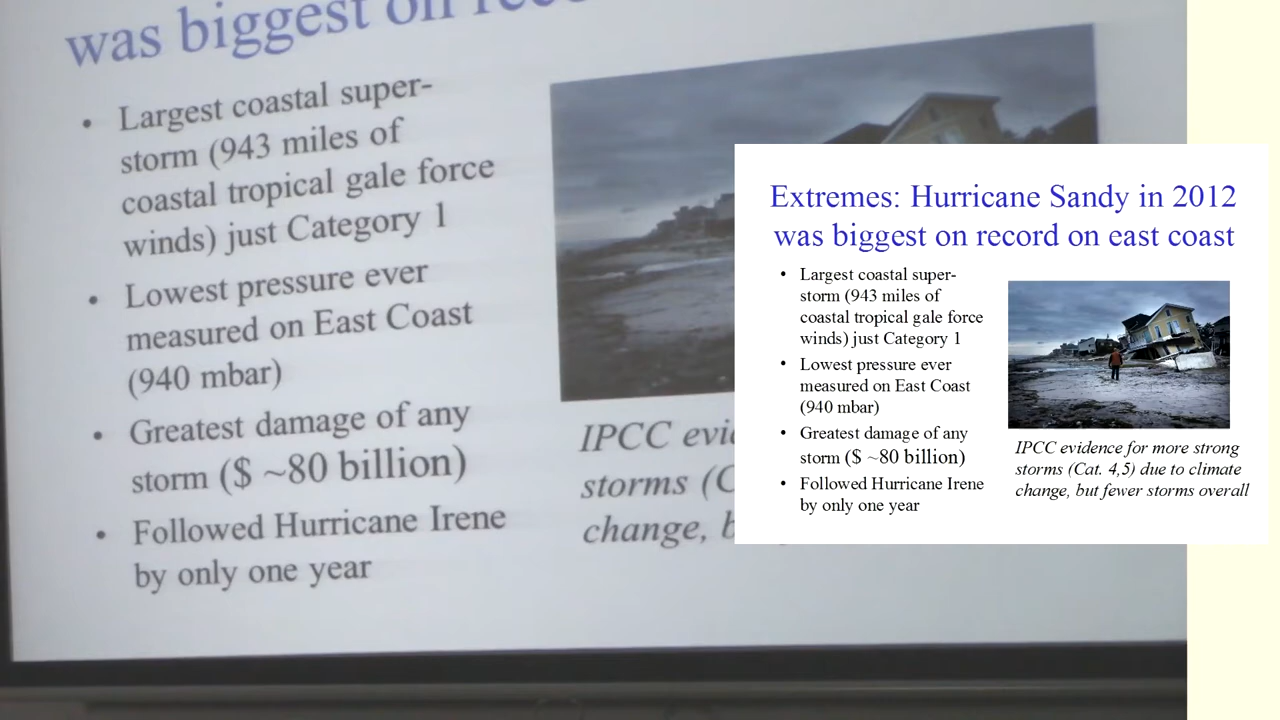 was biggest on reco
• Largest coastal super-
storm (943 miles of
coastal tropical gale force
winds) just Category 1
• Lowest pressure ever
measured on East Coast
(940 mbar)
• Greatest damage of any
storm ($ ~80 billion)
• Followed Hurricane Irene
by only one year
IPCC evi
storms (C
change, b
Extremes: Hurricane Sandy in 2012
was biggest on record on east coast
• Largest coastal super-
storm (943 miles of
coastal tropical gale force
winds) just Category 1
• Lowest pressure ever
measured on East Coast
(940 mbar)
• Greatest damage of any
storm ($ ~80 billion)
• Followed Hurricane Irene
by only one year
IPCC evidence for more strong
storms (Cat. 4,5) due to climate
change, but fewer storms overall